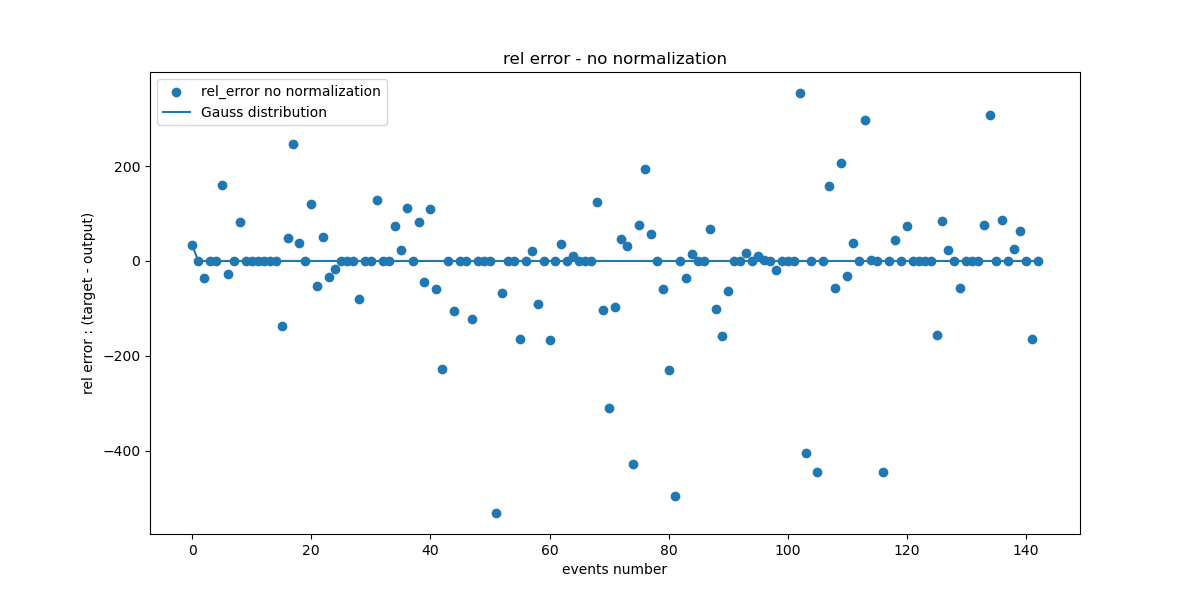 rel error - no normalization
rel_error no normalization
Gauss distribution
200
0
−200
−400
rel error : (target - output)
0 20 40 60 80 100 120 140
events number